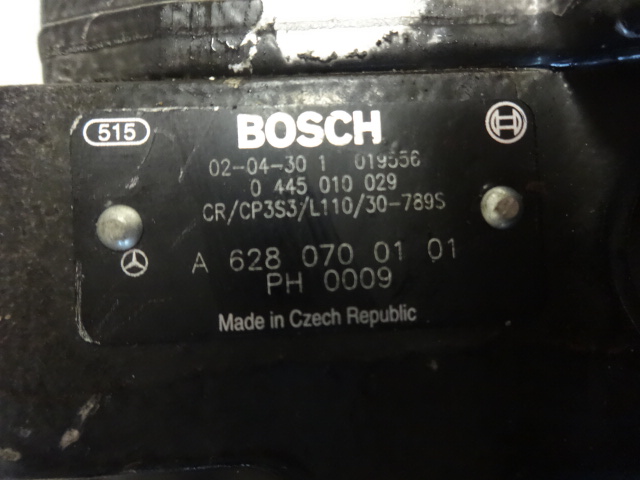 515 BOSCH
02-04-30 1 019556
0 445 010 029
CR/CP3S3/L110/30-789S
A 628 070 01 01
PH 0009
Made in Czech Republic